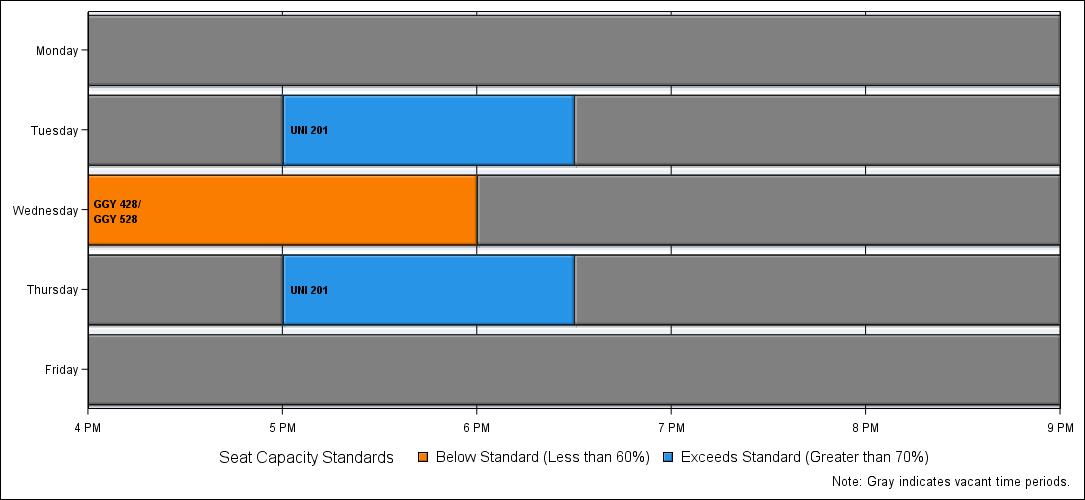 Monday
Tuesday
UNI 201
Wednesday
GGY 428/
GGY 528
Thursday
UNI 201
Friday
4 PM 5 PM 6 PM 7 PM 8 PM 9 PM
Seat Capacity Standards Below Standard (Less than 60%) Exceeds Standard (Greater than 70%)
Note: Gray indicates vacant time periods.